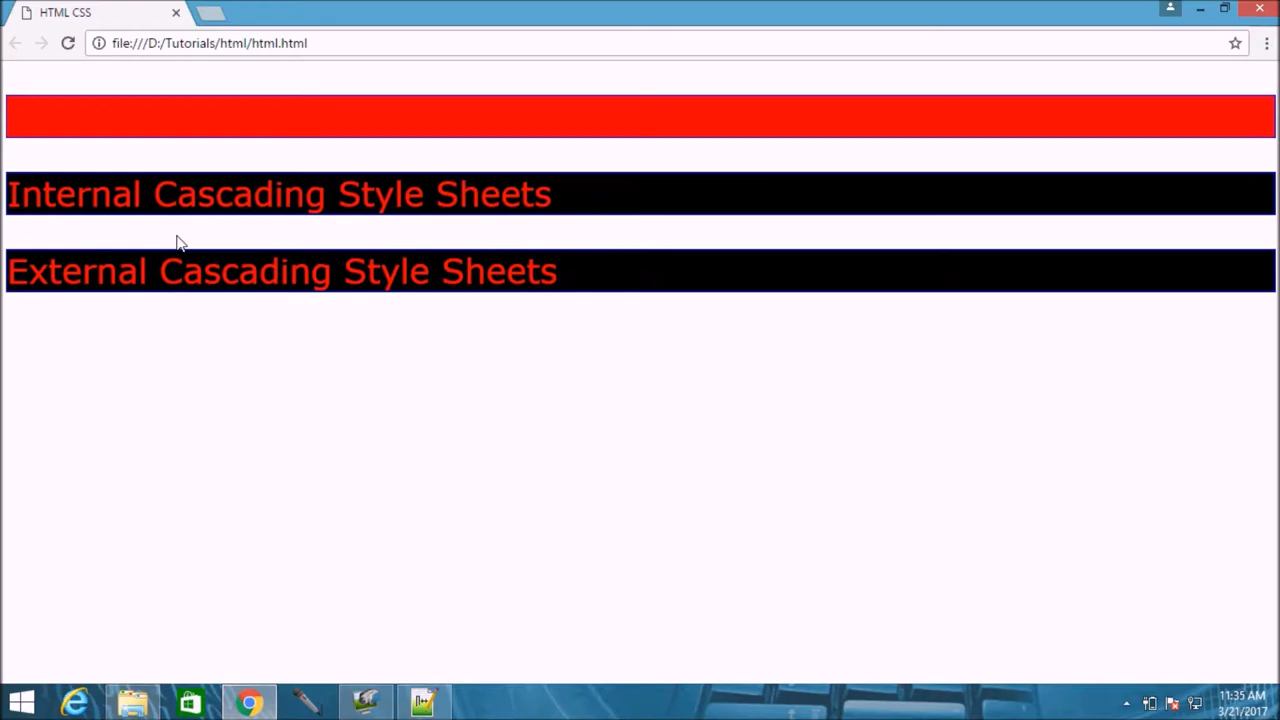 HTML CSS
file:///D:/Tutorials/html/html.html
Internal Cascading Style Sheets
External Cascading Style Sheets
11:35 AM
3/21/2017